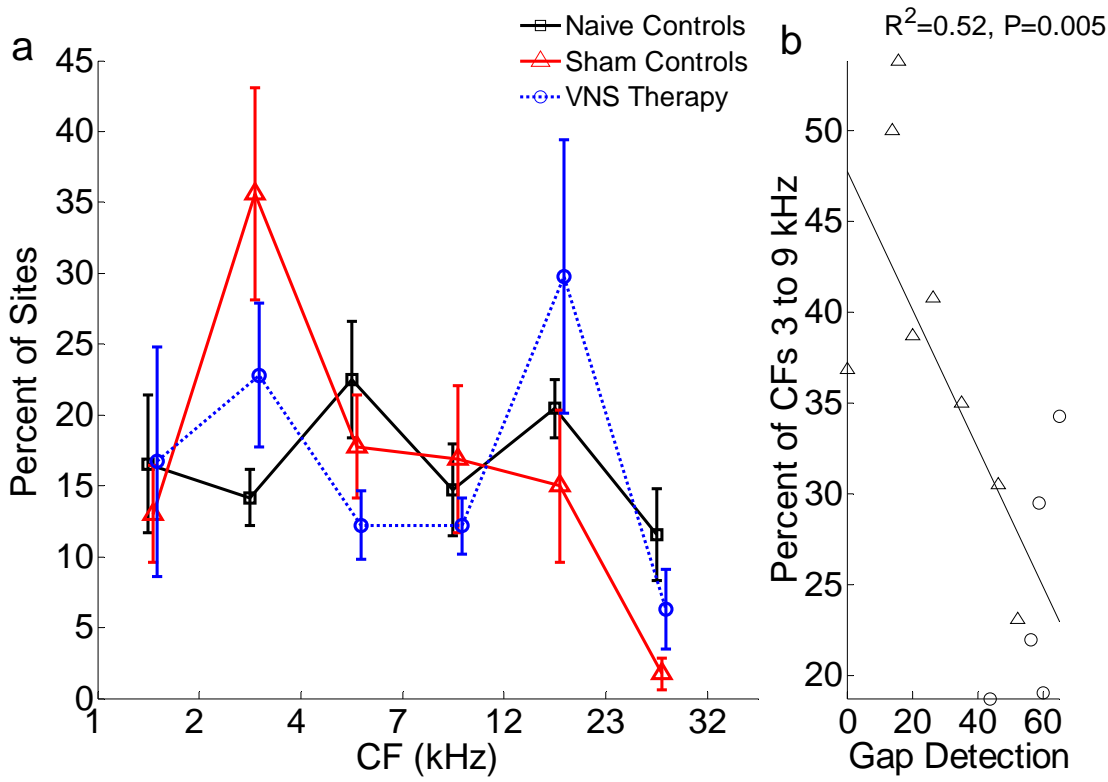 a
Naive Controls
Sham Controls
VNS Therapy
45
40
35
30
25
20
15
10
5
0
Percent of Sites
1 2 4 7 12 23 32
CF (kHz)
b
R²=0.52, P=0.005
50
45
40
35
30
25
20
Percent of CFs 3 to 9 kHz
0 20 40 60
Gap Detection